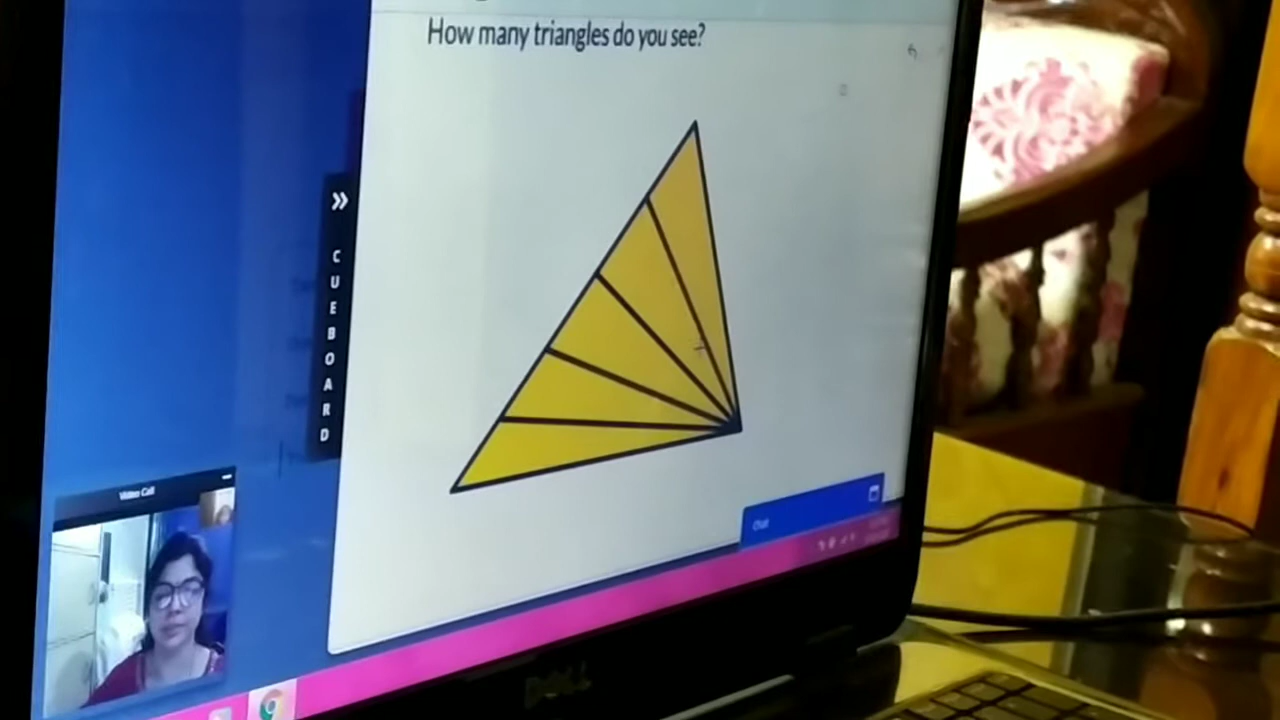 How many triangles do you see?
»
CUEBOARD
Video Call
Chat
DELL